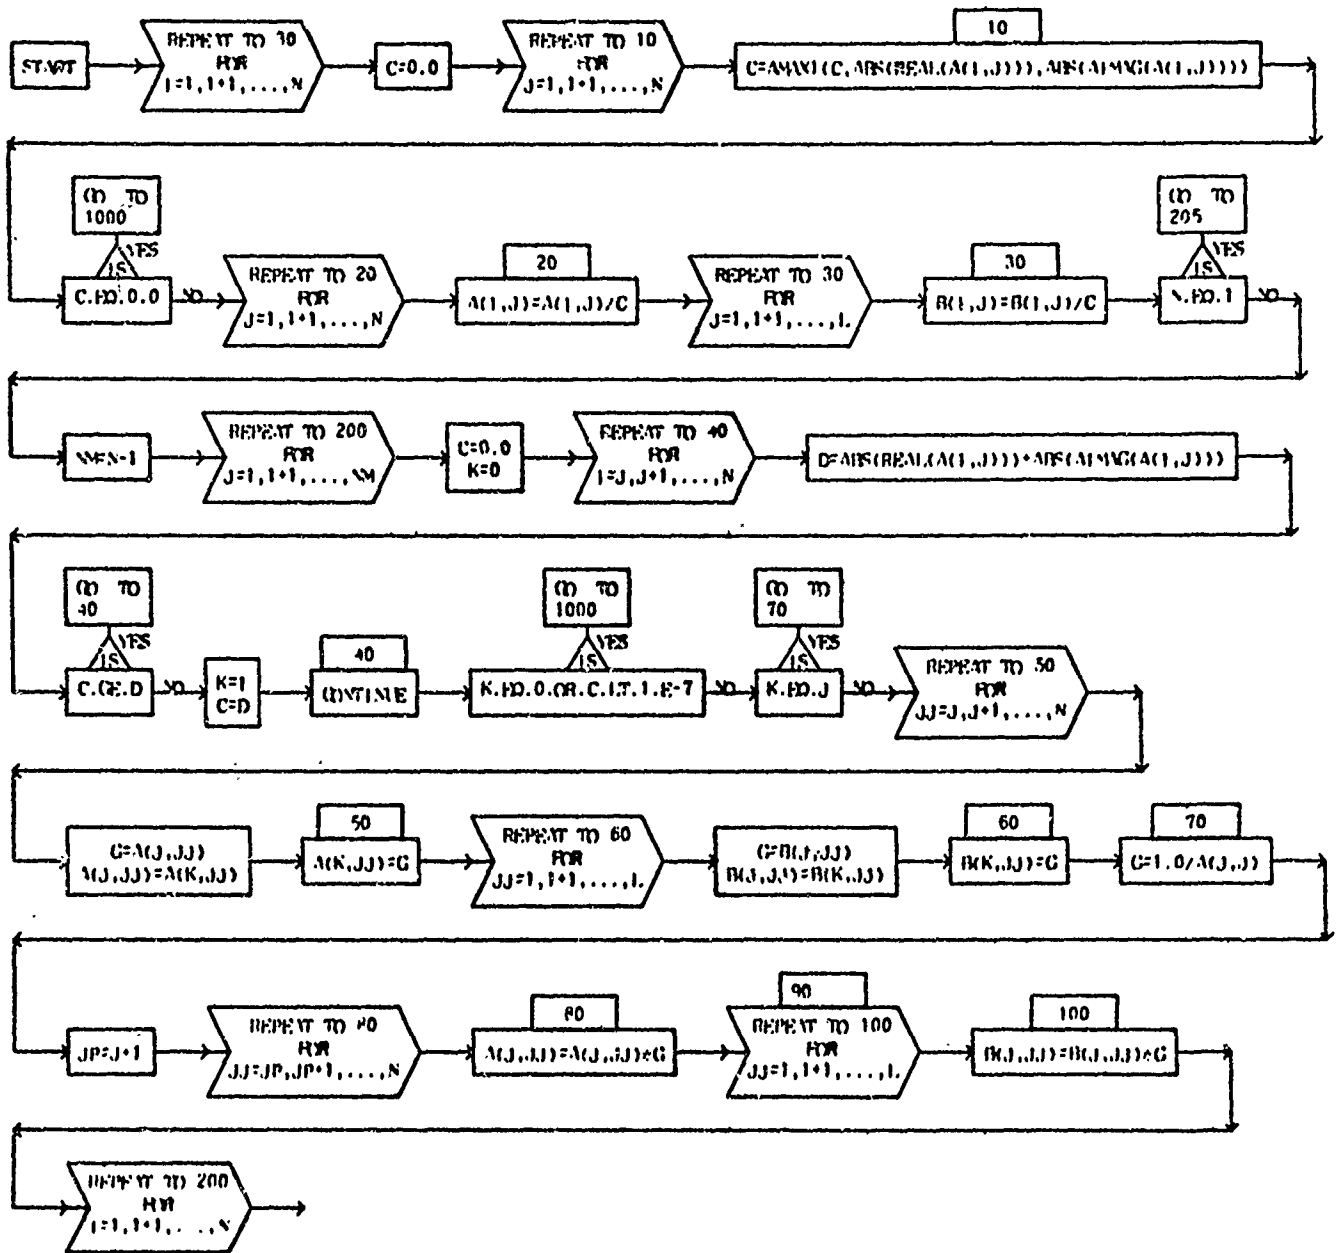 START
REPEAT TO 30
FOR
I=1,1+1,...,N
C=0.0
REPEAT TO 10
FOR
J=1,1+1,...,N
10
C=AMAX1(C,ABS(REAL(A(I,J))),ABS(AIMAG(A(I,J))))
GO TO
1000
YES
IS
C.EQ.0.0
NO
REPEAT TO 20
FOR
J=1,1+1,...,N
20
A(I,J)=A(I,J)/C
REPEAT TO 30
FOR
J=1,1+1,...,L
30
B(I,J)=B(I,J)/C
GO TO
205
YES
IS
N.EQ.1
NO
NM=N-1
REPEAT TO 200
FOR
J=1,1+1,...,NM
C=0.0
K=0
REPEAT TO 40
FOR
I=J,J+1,...,N
D=ABS(REAL(A(I,J)))+ABS(AIMAG(A(I,J)))
GO TO
40
YES
IS
C.GE.D
NO
K=I
C=D
40
CONTINUE
GO TO
1000
YES
IS
K.EQ.0.OR.C.LT.1.E-7
NO
GO TO
70
YES
IS
K.EQ.J
NO
REPEAT TO 50
FOR
JJ=J,J+1,...,N
G=A(J,JJ)
A(J,JJ)=A(K,JJ)
50
A(K,JJ)=G
REPEAT TO 60
FOR
JJ=1,1+1,...,L
G=B(J,JJ)
B(J,JJ)=B(K,JJ)
60
B(K,JJ)=G
70
G=1.0/A(J,J)
JP=J+1
REPEAT TO 80
FOR
JJ=JP,JP+1,...,N
80
A(J,JJ)=A(J,JJ)*G
90
REPEAT TO 100
FOR
JJ=1,1+1,...,L
100
B(J,JJ)=B(J,JJ)*G
REPEAT TO 200
FOR
I=1,1+1,...,N